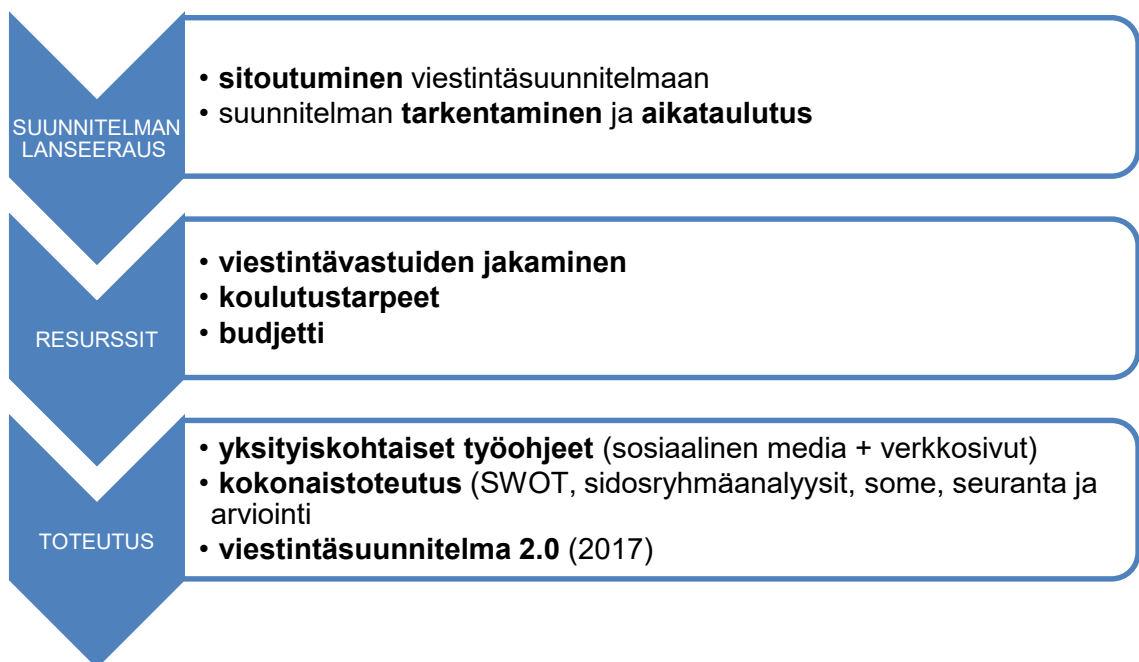 SUUNNITELMAN
LANSEERAUS
• sitoutuminen viestintäsuunnitelmaan
• suunnitelman tarkentaminen ja aikataulutus
RESURSSIT
• viestintävastuiden jakaminen
• koulutustarpeet
• budjetti
TOTEUTUS
• yksityiskohtaiset työohjeet (sosiaalinen media + verkkosivut)
• kokonaistoteutus (SWOT, sidosryhmäanalyysit, some, seuranta ja
arviointi
• viestintäsuunnitelma 2.0 (2017)